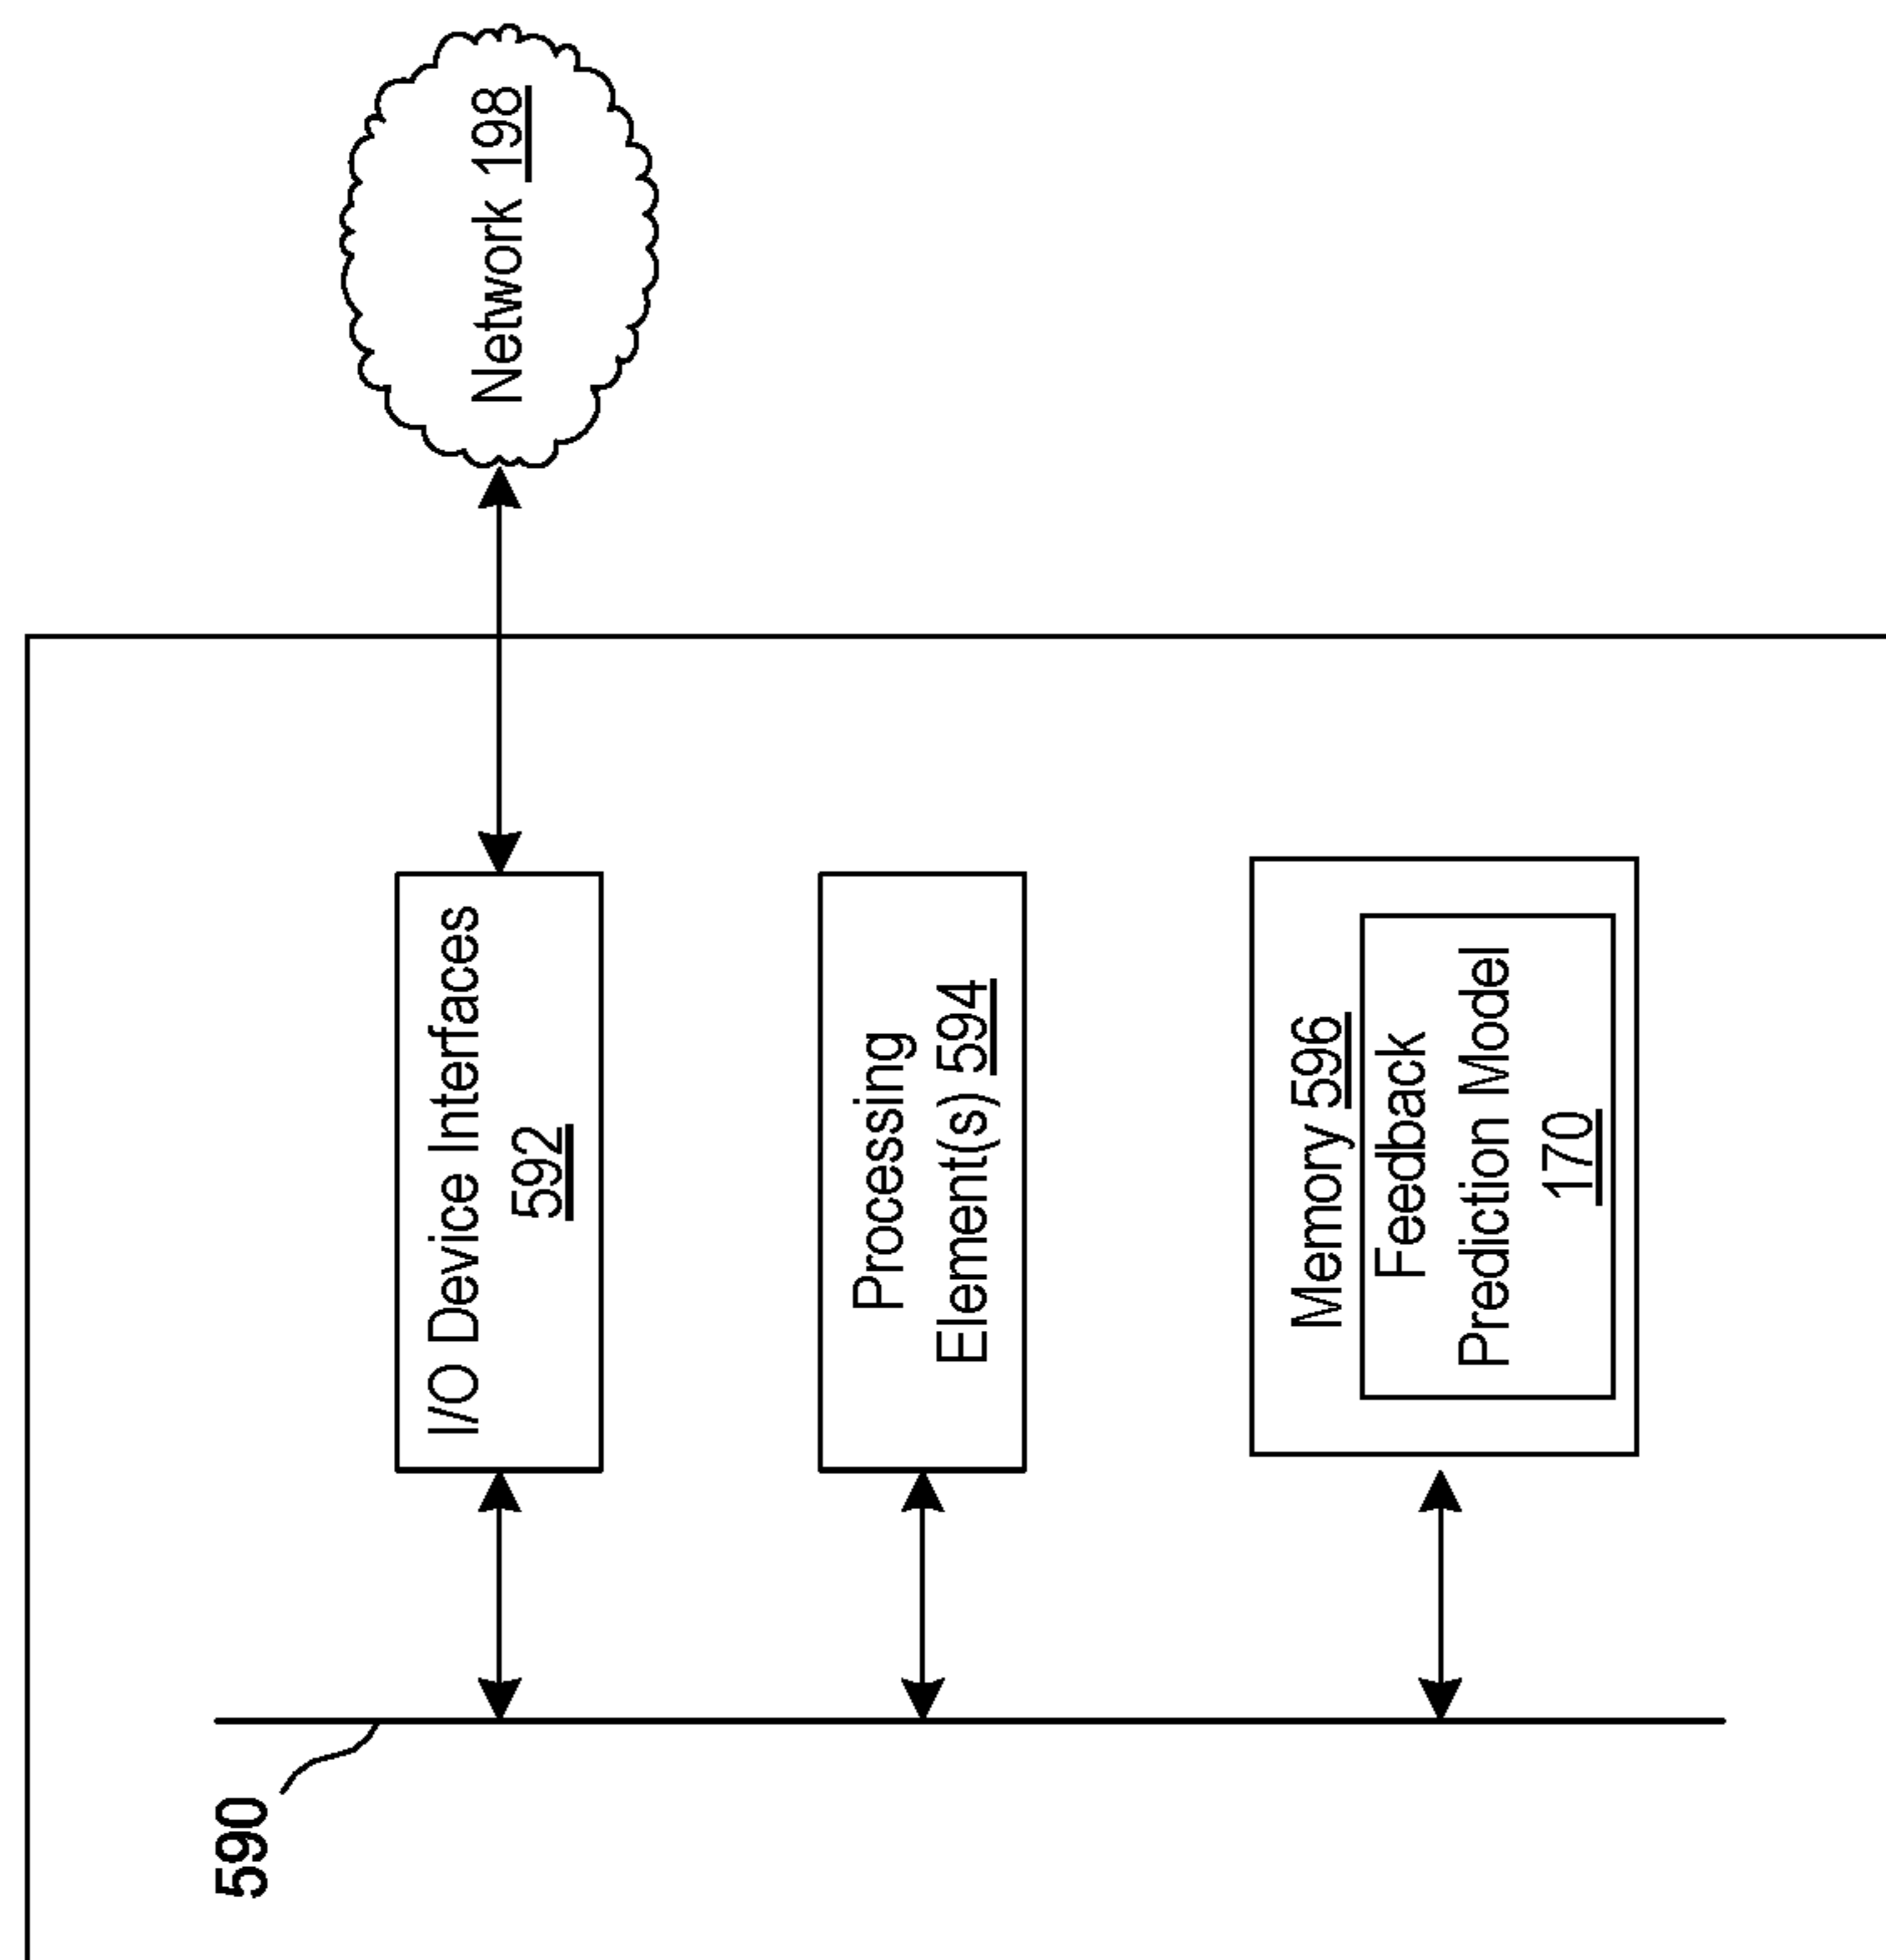 590
I/O Device Interfaces
592
Processing
Element(s) 594
Memory 596
Feedback
Prediction Model
170
Network 198